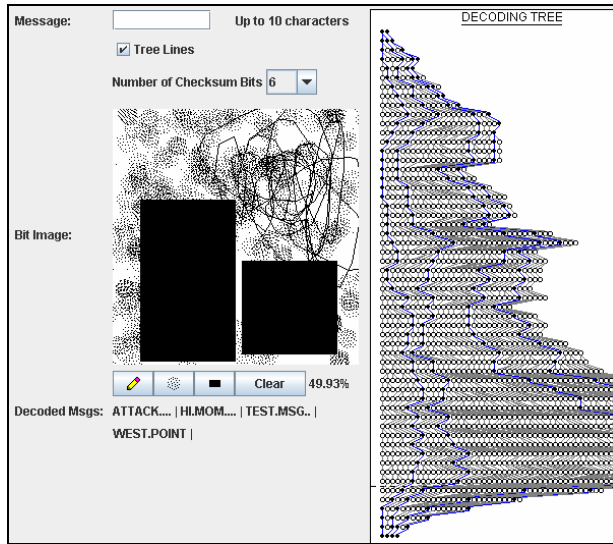 Message: Up to 10 characters
DECODING TREE
Tree Lines
Number of Checksum Bits 6
Bit Image:
Clear 49.93%
Decoded Msgs: ATTACK.... | HI.MOM.... | TEST.MSG.. |
WEST.POINT |